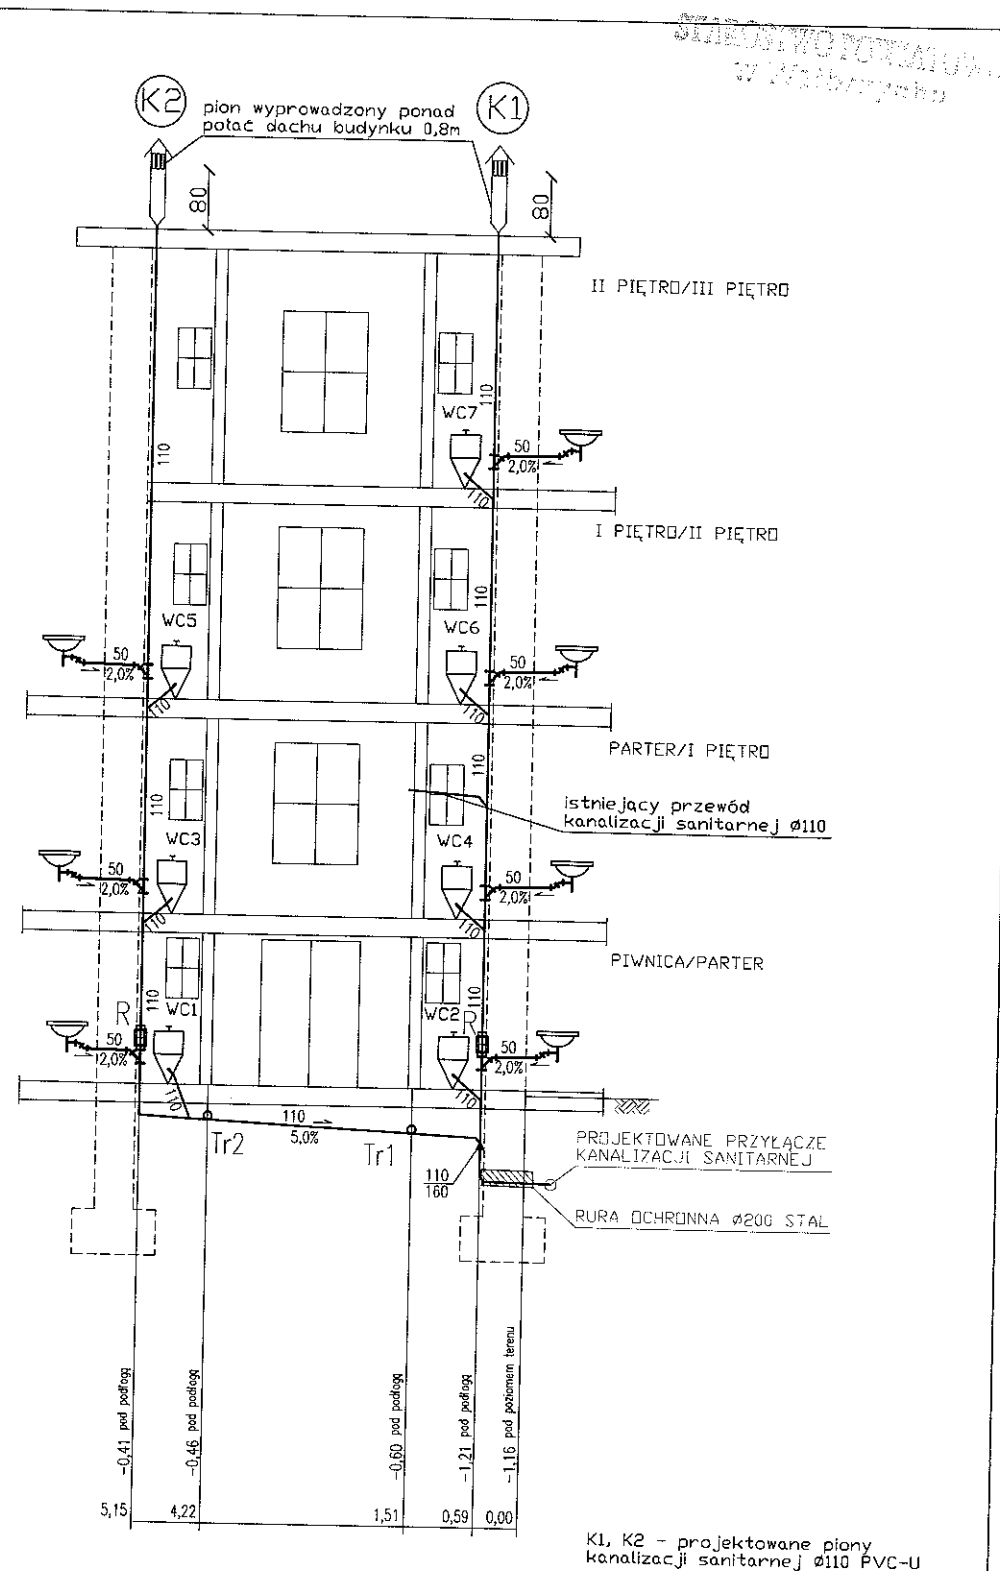 K2
pion wyprowadzony ponad
połać dachu budynku 0,8m
K1
80
80
II PIĘTRO/III PIĘTRO
110
WC7
110
50
2,0%
110
I PIĘTRO/II PIĘTRO
WC5
110
WC6
50
2,0%
110
50
2,0%
110
PARTER/I PIĘTRO
110
110
istniejący przewód
kanalizacji sanitarnej Ø110
WC3
WC4
50
2,0%
110
50
2,0%
110
PIWNICA/PARTER
110
WC1
110
WC2
R
R
50
2,0%
110
50
2,0%
110
110
5,0%
Tr2
Tr1
110
160
PROJEKTOWANE PRZYŁĄCZE
KANALIZACJI SANITARNEJ
RURA OCHRONNA Ø200 STAL
-0,41 pod podłogą
-0,46 pod podłogą
-0,60 pod podłogą
-1,21 pod podłogą
-1,16 pod poziomem terenu
5,15
4,22
1,51
0,59
0,00
K1, K2 - projektowane piony
kanalizacji sanitarnej Ø110 PVC-U